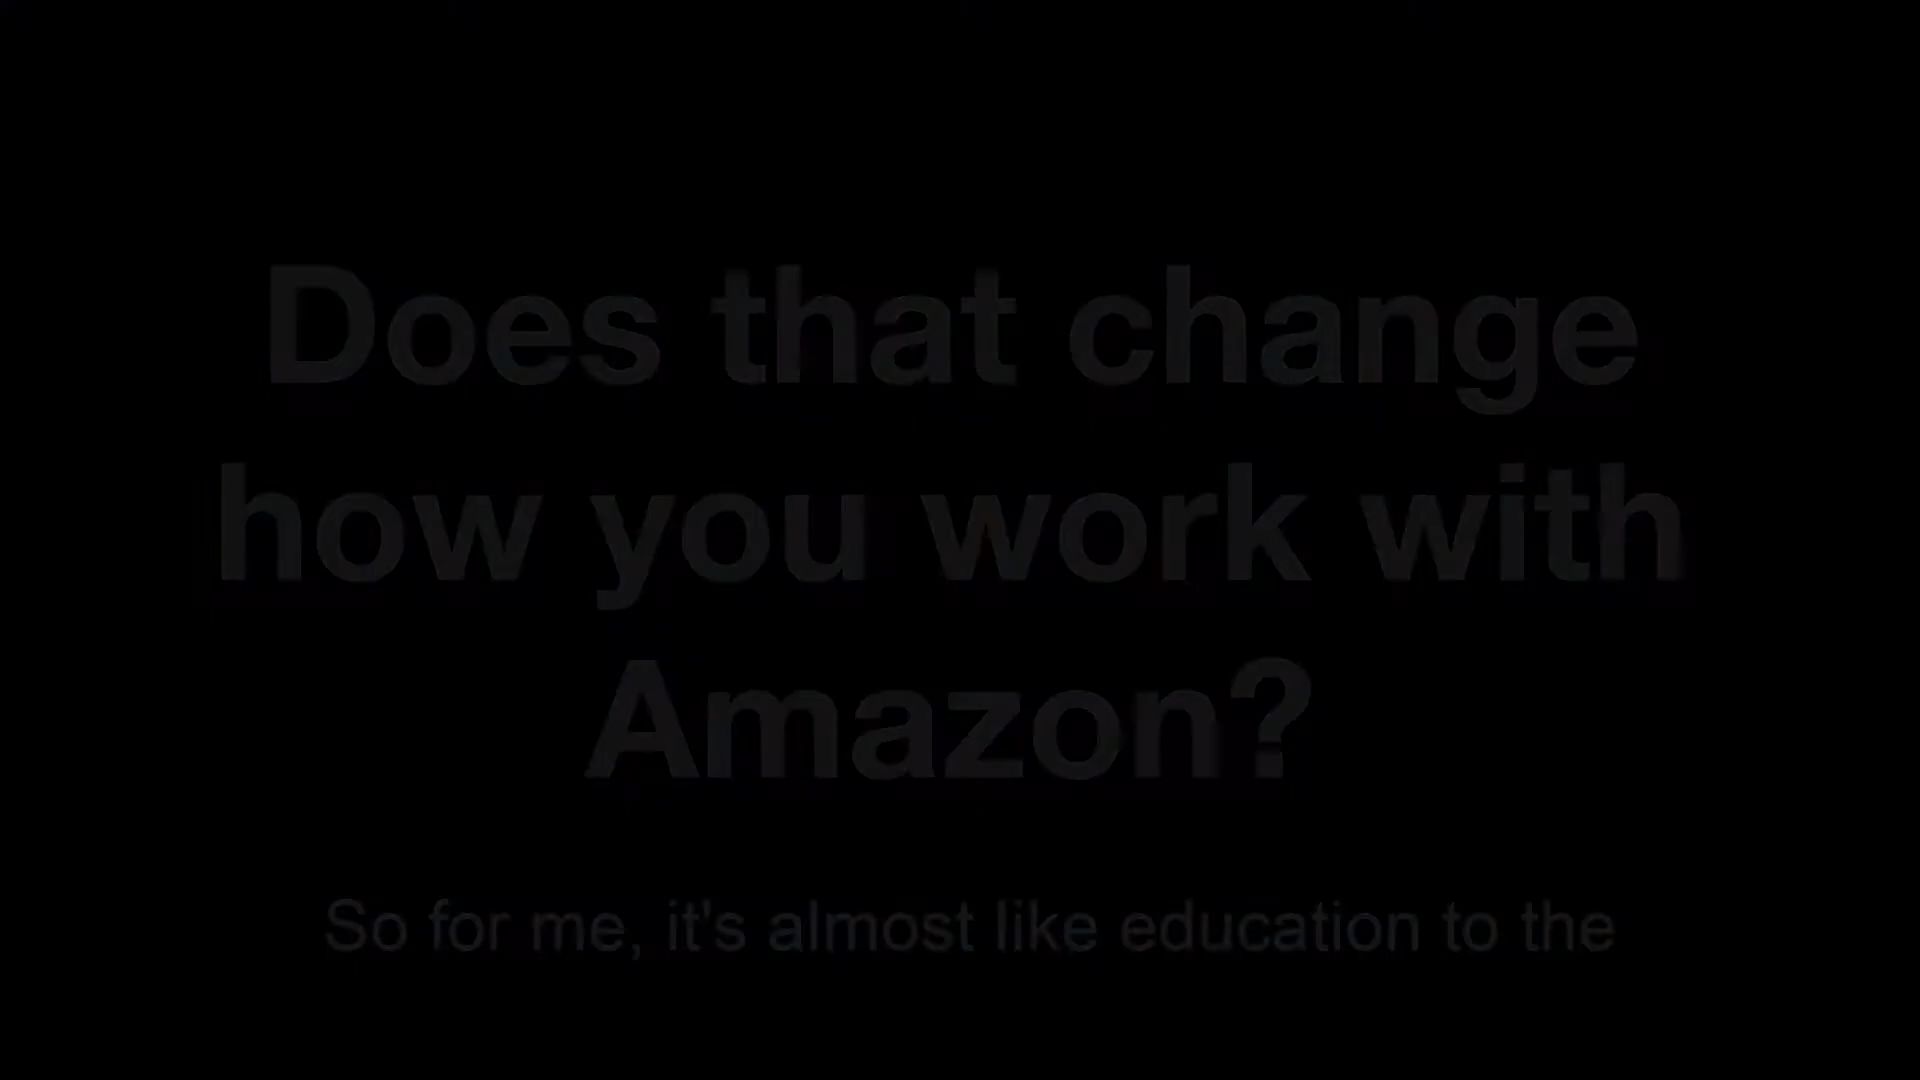 Does that change
how you work with
Amazon?
So for me, it's almost like education to the